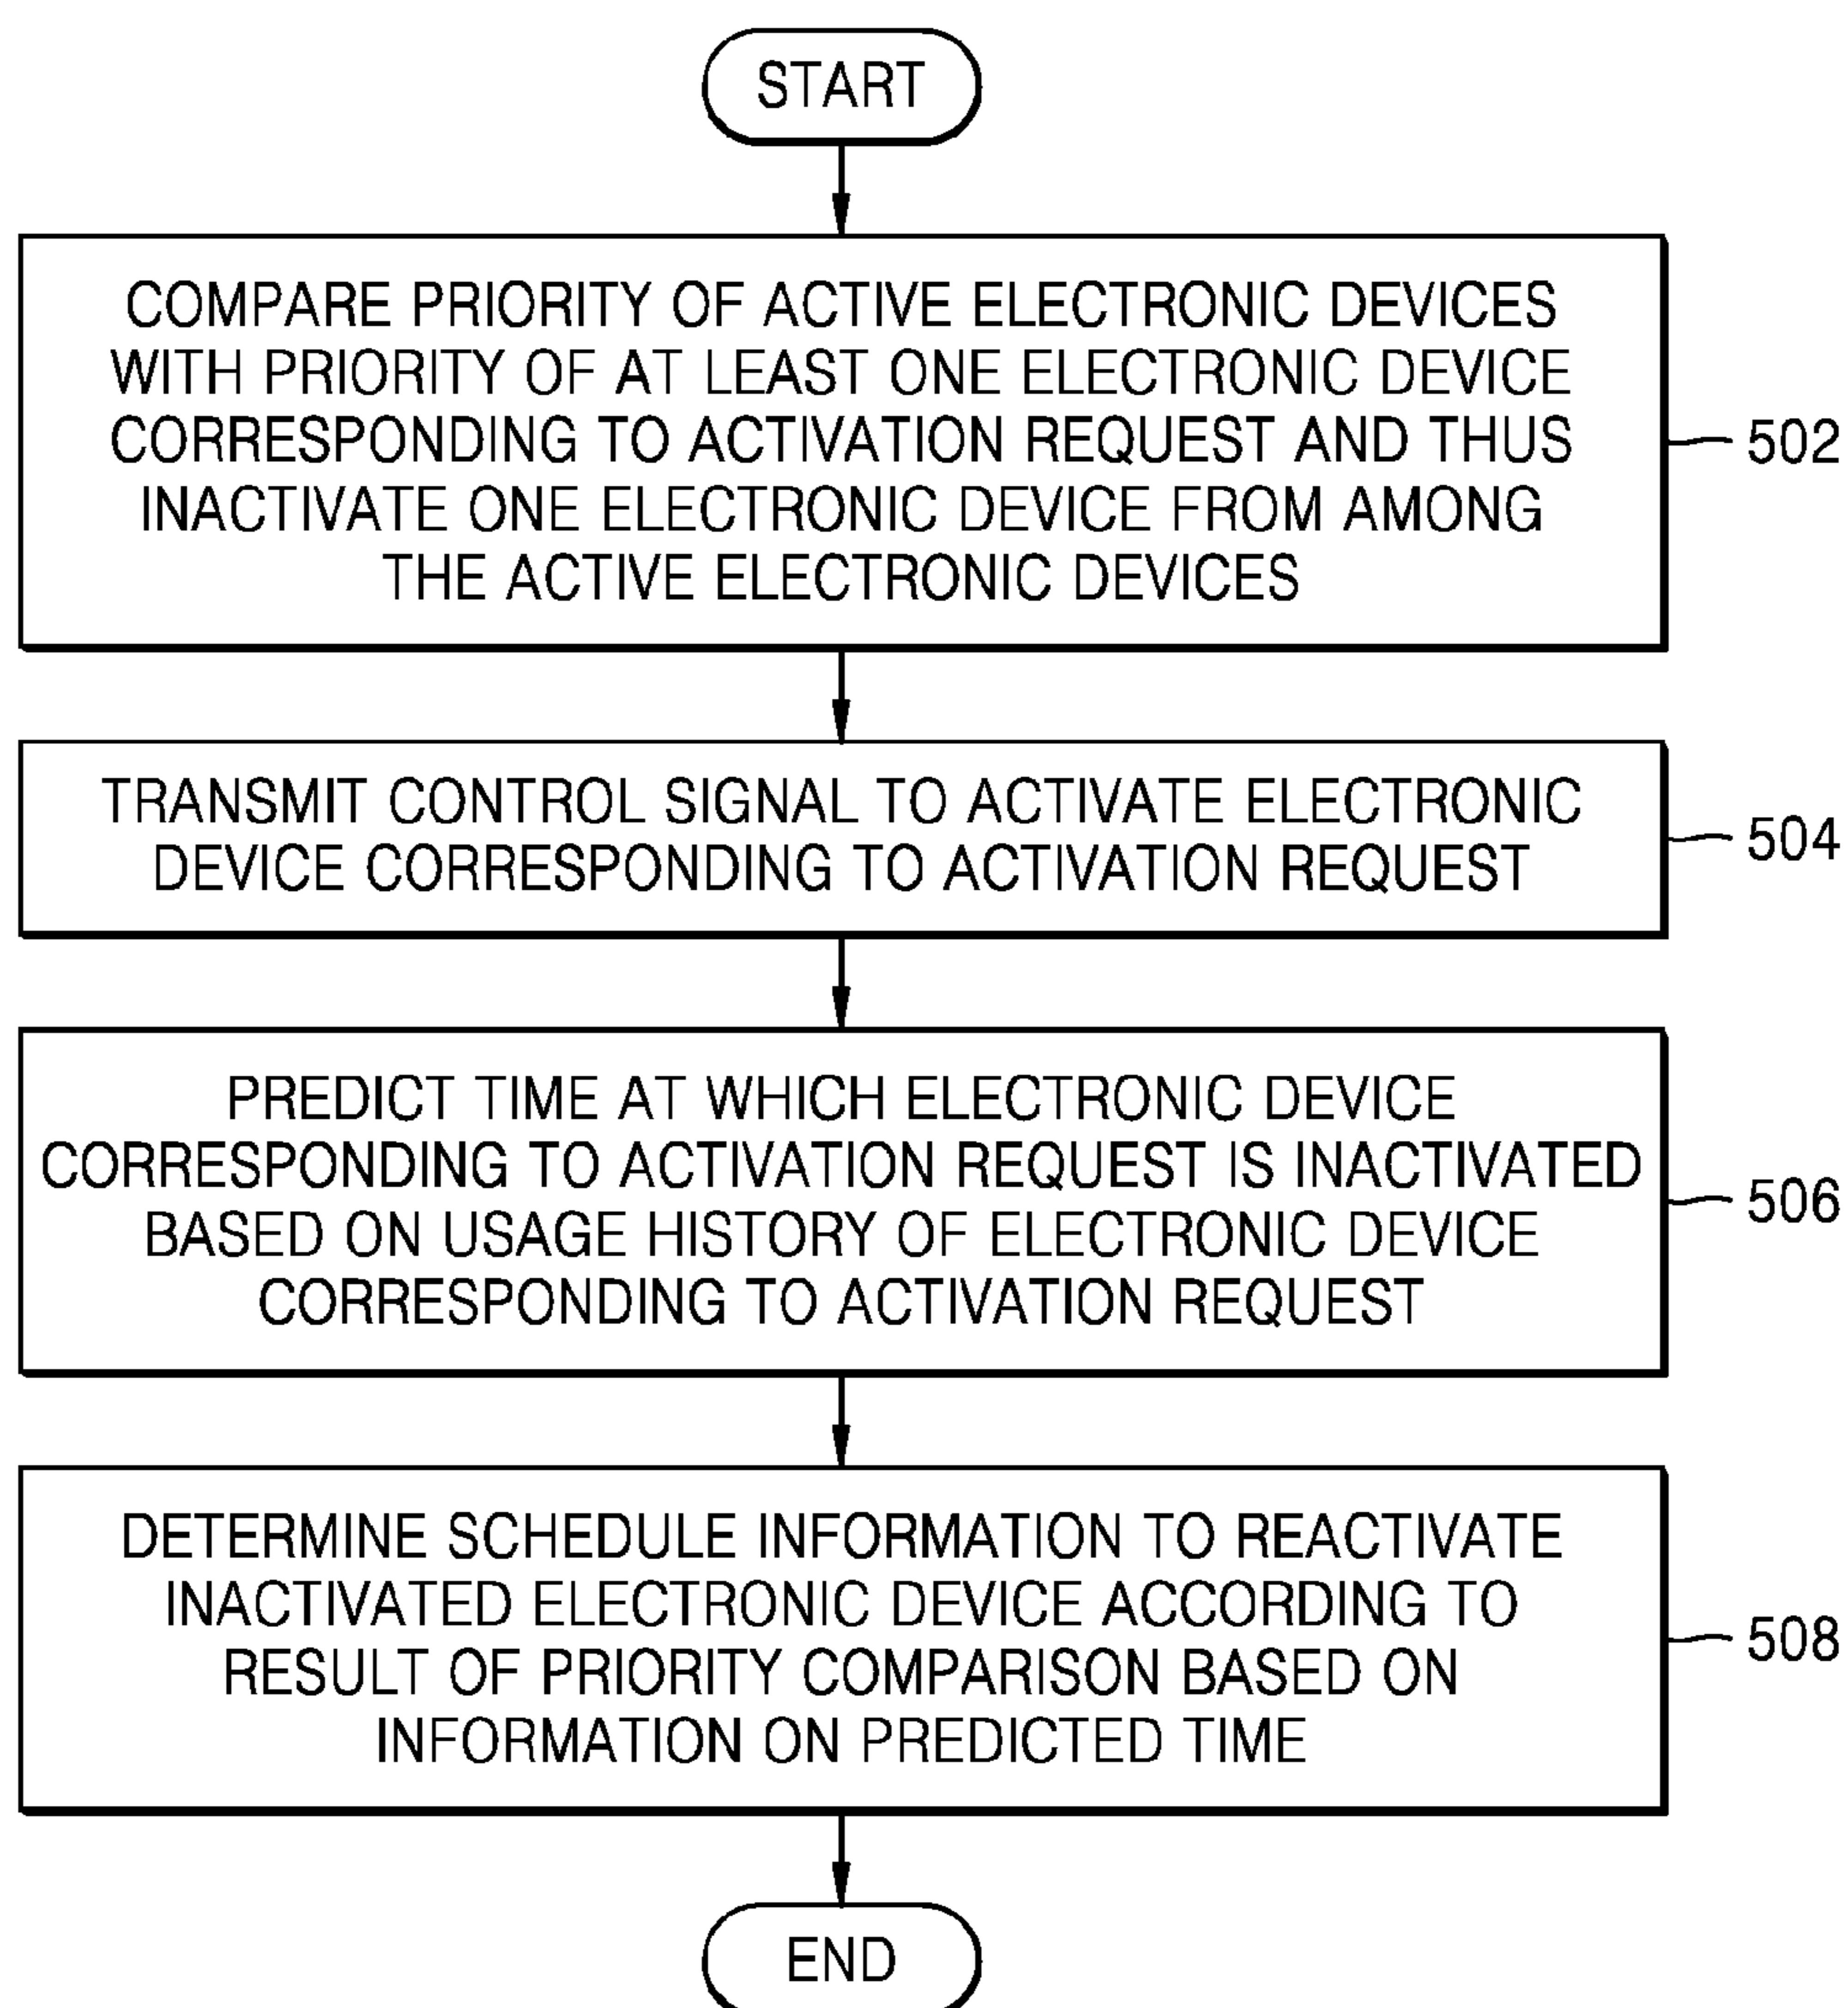 START
COMPARE PRIORITY OF ACTIVE ELECTRONIC DEVICES
WITH PRIORITY OF AT LEAST ONE ELECTRONIC DEVICE
CORRESPONDING TO ACTIVATION REQUEST AND THUS
INACTIVATE ONE ELECTRONIC DEVICE FROM AMONG
THE ACTIVE ELECTRONIC DEVICES
502
TRANSMIT CONTROL SIGNAL TO ACTIVATE ELECTRONIC
DEVICE CORRESPONDING TO ACTIVATION REQUEST
504
PREDICT TIME AT WHICH ELECTRONIC DEVICE
CORRESPONDING TO ACTIVATION REQUEST IS INACTIVATED
BASED ON USAGE HISTORY OF ELECTRONIC DEVICE
CORRESPONDING TO ACTIVATION REQUEST
506
DETERMINE SCHEDULE INFORMATION TO REACTIVATE
INACTIVATED ELECTRONIC DEVICE ACCORDING TO
RESULT OF PRIORITY COMPARISON BASED ON
INFORMATION ON PREDICTED TIME
508
END